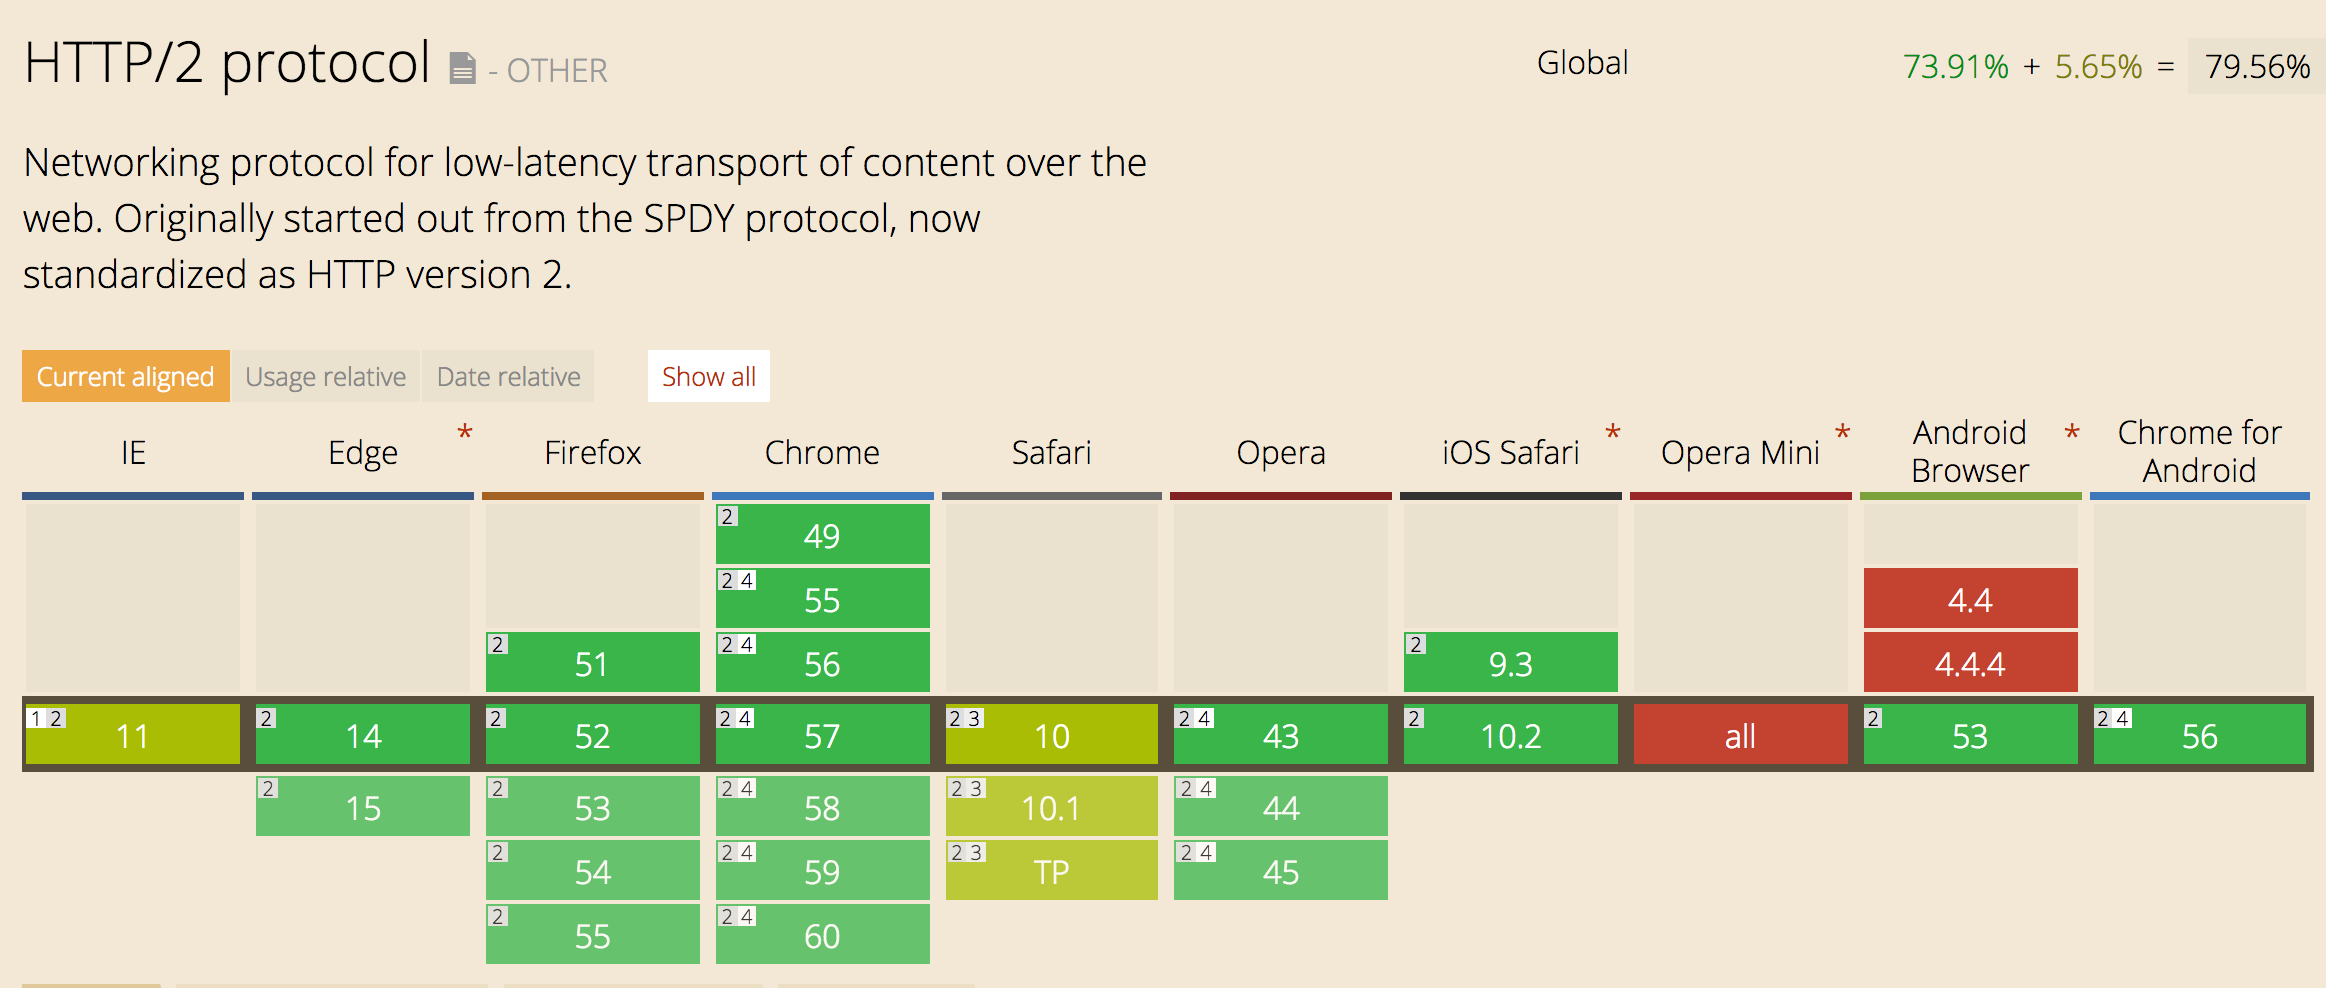 HTTP/2 protocol - OTHER
Global
73.91% + 5.65% = 79.56%
Networking protocol for low-latency transport of content over the
web. Originally started out from the SPDY protocol, now
standardized as HTTP version 2.
Current aligned Usage relative Date relative Show all
IE Edge * Firefox Chrome Safari Opera iOS Safari * Opera Mini * Android Browser * Chrome for Android
2 49
2 4 55 4.4
2 51 2 4 56 2 9.3 4.4.4
1 2 11 2 14 2 52 2 4 57 2 3 10 2 4 43 2 10.2 all 2 53 2 4 56
2 15 2 53 2 4 58 2 3 10.1 2 4 44
2 54 2 4 59 2 3 TP 2 4 45
2 55 2 4 60